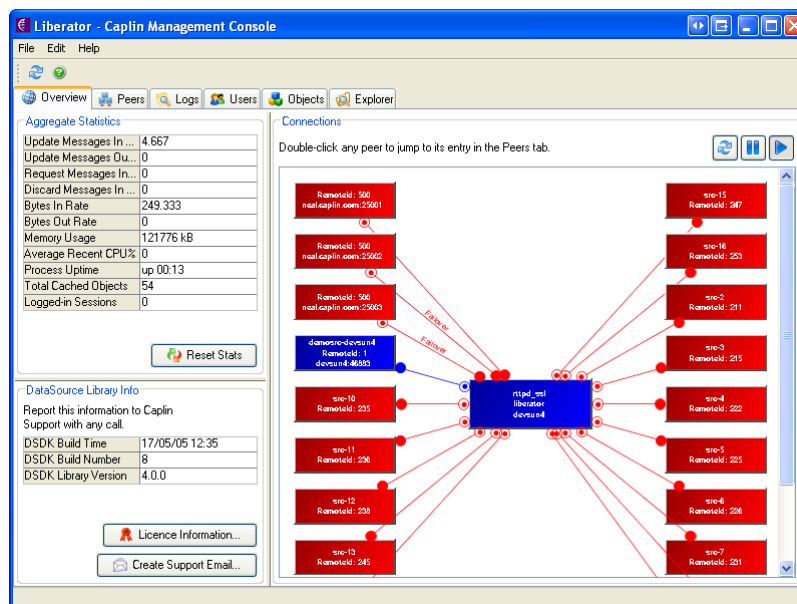 Liberator - Caplin Management Console
File Edit Help
Overview Peers Logs Users Objects Explorer
Aggregate Statistics
Update Messages In ... 4.667
Update Messages Ou... 0
Request Messages In... 0
Discard Messages In ... 0
Bytes In Rate 249.333
Bytes Out Rate 0
Memory Usage 121776 kB
Average Recent CPU% 0
Process Uptime up 00:13
Total Cached Objects 54
Logged-in Sessions 0
Reset Stats
DataSource Library Info
Report this information to Caplin
Support with any call.
DSDK Build Time 17/05/05 12:35
DSDK Build Number 8
DSDK Library Version 4.0.0
Licence Information...
Create Support Email...
Connections
Double-click any peer to jump to its entry in the Peers tab.
RemoteId: 500
neal.caplin.com:25001
RemoteId: 500
neal.caplin.com:25002
RemoteId: 500
neal.caplin.com:25003
demosrc-devsun4
RemoteId: 1
devsun4:46883
src-10
RemoteId: 235
src-11
RemoteId: 236
src-12
RemoteId: 238
src-13
RemoteId: 245
Failover
Failover
rttpd_ssl
liberator
devsun4
src-15
RemoteId: 247
src-16
RemoteId: 253
src-2
RemoteId: 211
src-3
RemoteId: 215
src-4
RemoteId: 222
src-5
RemoteId: 225
src-6
RemoteId: 226
src-7
RemoteId: 231